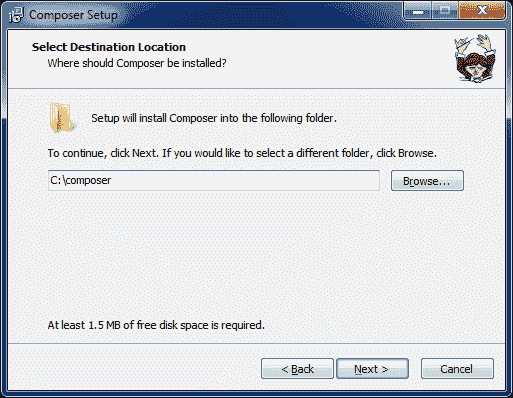 Composer Setup
Select Destination Location
Where should Composer be installed?
Setup will install Composer into the following folder.
To continue, click Next. If you would like to select a different folder, click Browse.
C:\composer
Browse...
At least 1.5 MB of free disk space is required.
< Back
Next >
Cancel